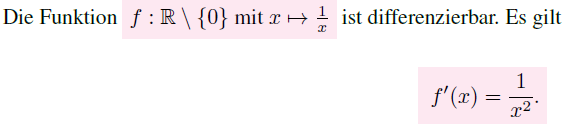 Die Funktion f : ℝ \ {0} mit x ↦ 1/x ist differenzierbar. Es gilt
f′(x) = 1/x².